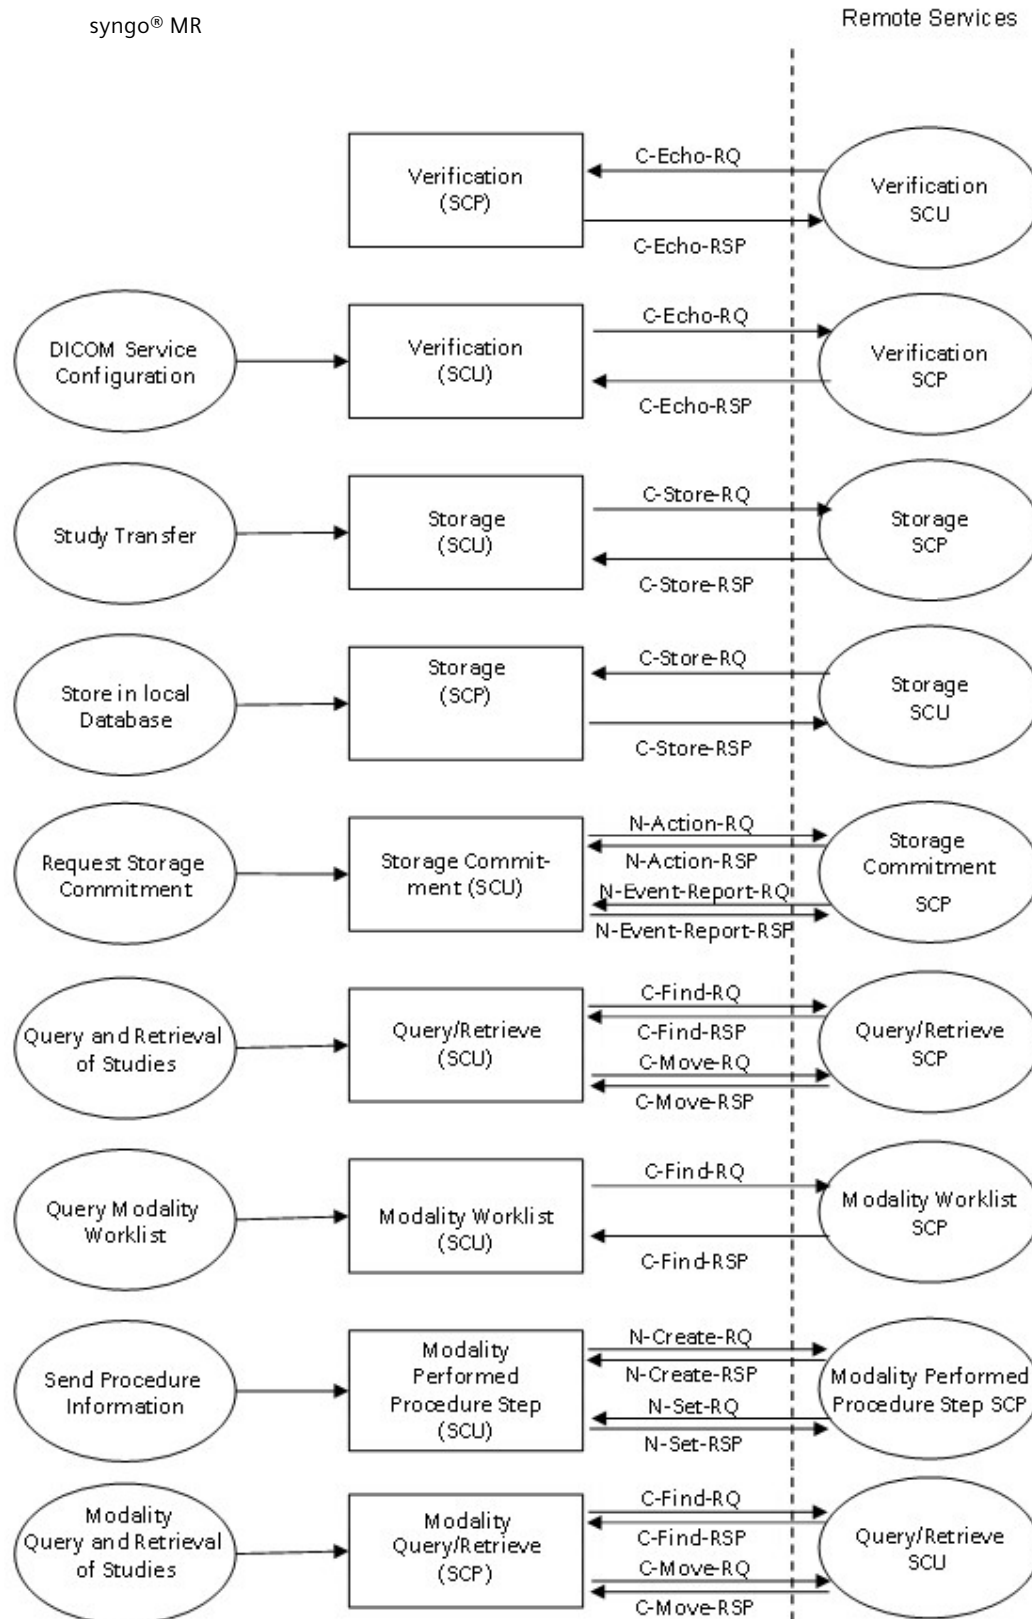 syngo® MR
Remote Services
Verification
(SCP)
C-Echo-RQ
C-Echo-RSP
Verification
SCU
DICOM Service
Configuration
Verification
(SCU)
C-Echo-RQ
C-Echo-RSP
Verification
SCP
Study Transfer
Storage
(SCU)
C-Store-RQ
C-Store-RSP
Storage
SCP
Store in local
Database
Storage
(SCP)
C-Store-RQ
C-Store-RSP
Storage
SCU
Request Storage
Commitment
Storage Commit-
ment (SCU)
N-Action-RQ
N-Action-RSP
N-Event-Report-RQ
N-Event-Report-RSP
Storage
Commitment
SCP
Query and Retrieval
of Studies
Query/Retrieve
(SCU)
C-Find-RQ
C-Find-RSP
C-Move-RQ
C-Move-RSP
Query/Retrieve
SCP
Query Modality
Worklist
Modality Worklist
(SCU)
C-Find-RQ
C-Find-RSP
Modality Worklist
SCP
Send Procedure
Information
Modality
Performed
Procedure Step
(SCU)
N-Create-RQ
N-Create-RSP
N-Set-RQ
N-Set-RSP
Modality Performed
Procedure Step SCP
Modality
Query and Retrieval
of Studies
Modality
Query/Retrieve
(SCP)
C-Find-RQ
C-Find-RSP
C-Move-RQ
C-Move-RSP
Query/Retrieve
SCU